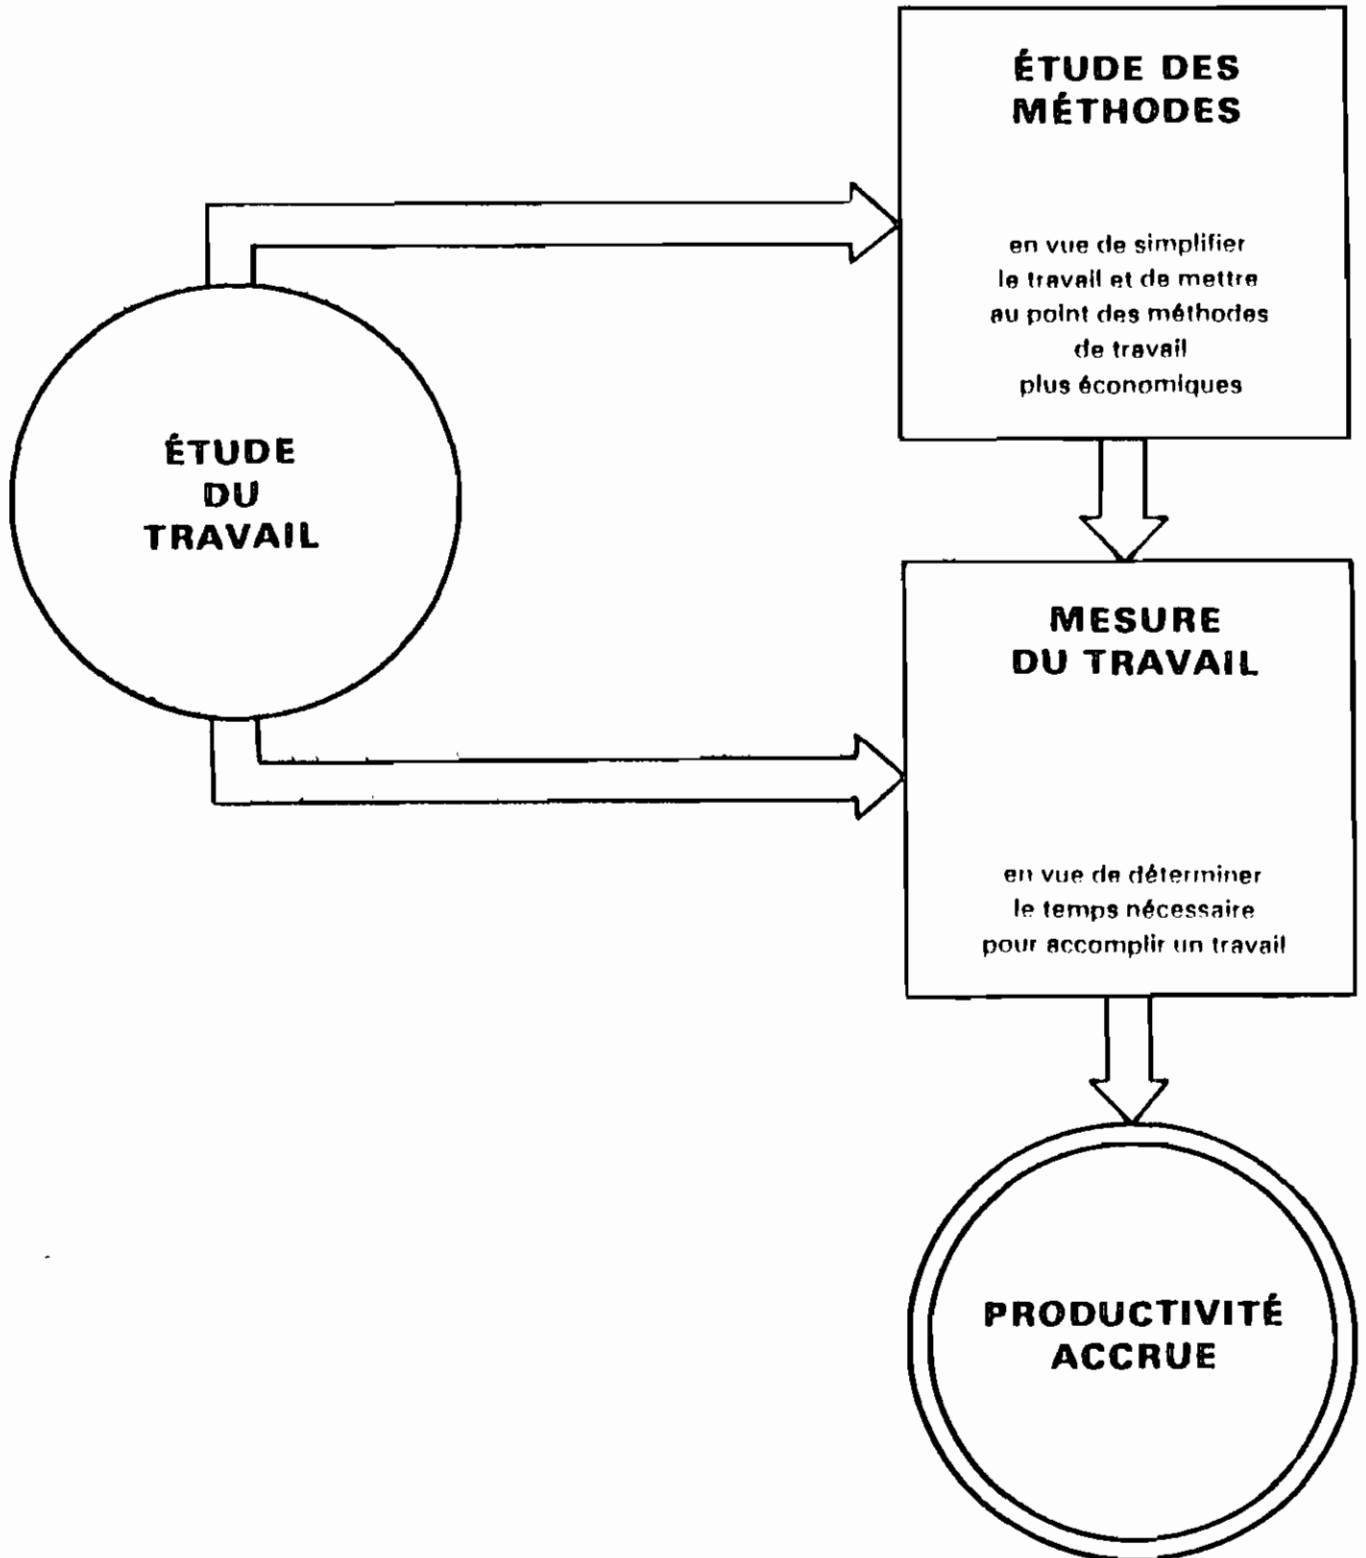 ÉTUDE DES
MÉTHODES
en vue de simplifier
le travail et de mettre
au point des méthodes
de travail
plus économiques
ÉTUDE
DU
TRAVAIL
MESURE
DU TRAVAIL
en vue de déterminer
le temps nécessaire
pour accomplir un travail
PRODUCTIVITÉ
ACCRUE